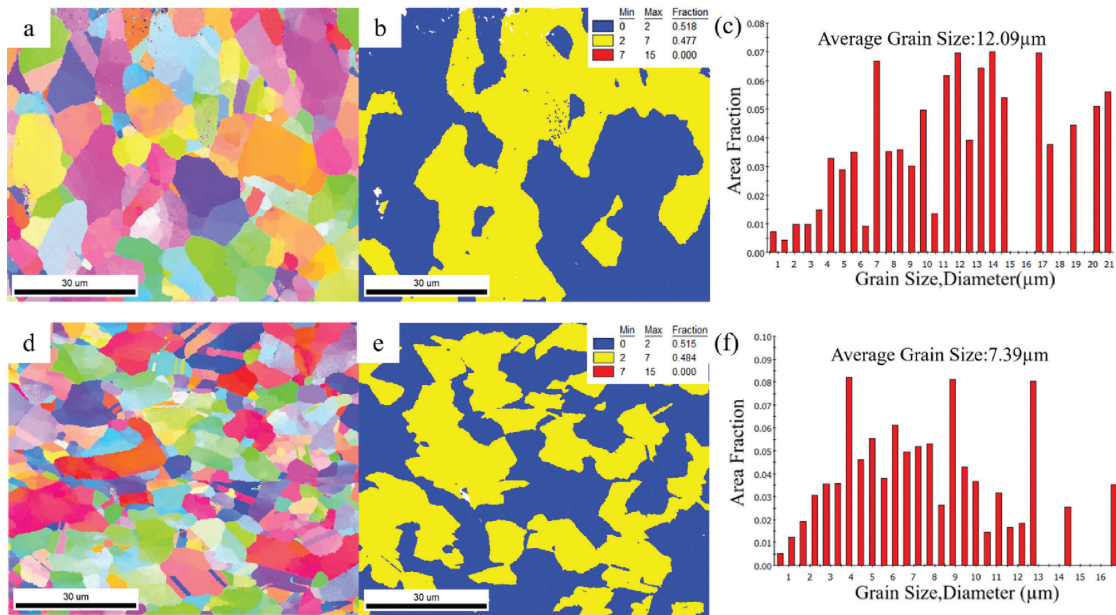 a
b
Min Max Fraction
0 2 0.518
2 7 0.477
7 15 0.000
30 um
30 um
(c)
Average Grain Size:12.09μm
Area Fraction
0.08
0.07
0.06
0.05
0.04
0.03
0.02
0.01
0.00
1 2 3 4 5 6 7 8 9 10 11 12 13 14 15 16 17 18 19 20 21
Grain Size,Diameter(μm)
d
e
Min Max Fraction
0 2 0.515
2 7 0.484
7 15 0.000
30 um
30 um
(f)
Average Grain Size:7.39μm
Area Fraction
0.10
0.09
0.08
0.07
0.06
0.05
0.04
0.03
0.02
0.01
0.00
1 2 3 4 5 6 7 8 9 10 11 12 13 14 15 16
Grain Size,Diameter (μm)